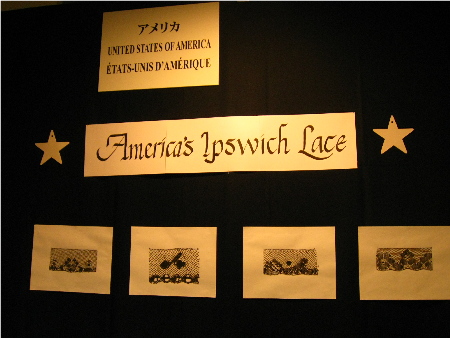 アメリカ
UNITED STATES OF AMERICA
ÉTATS-UNIS D'AMÉRIQUE
America's Ipswich Lace